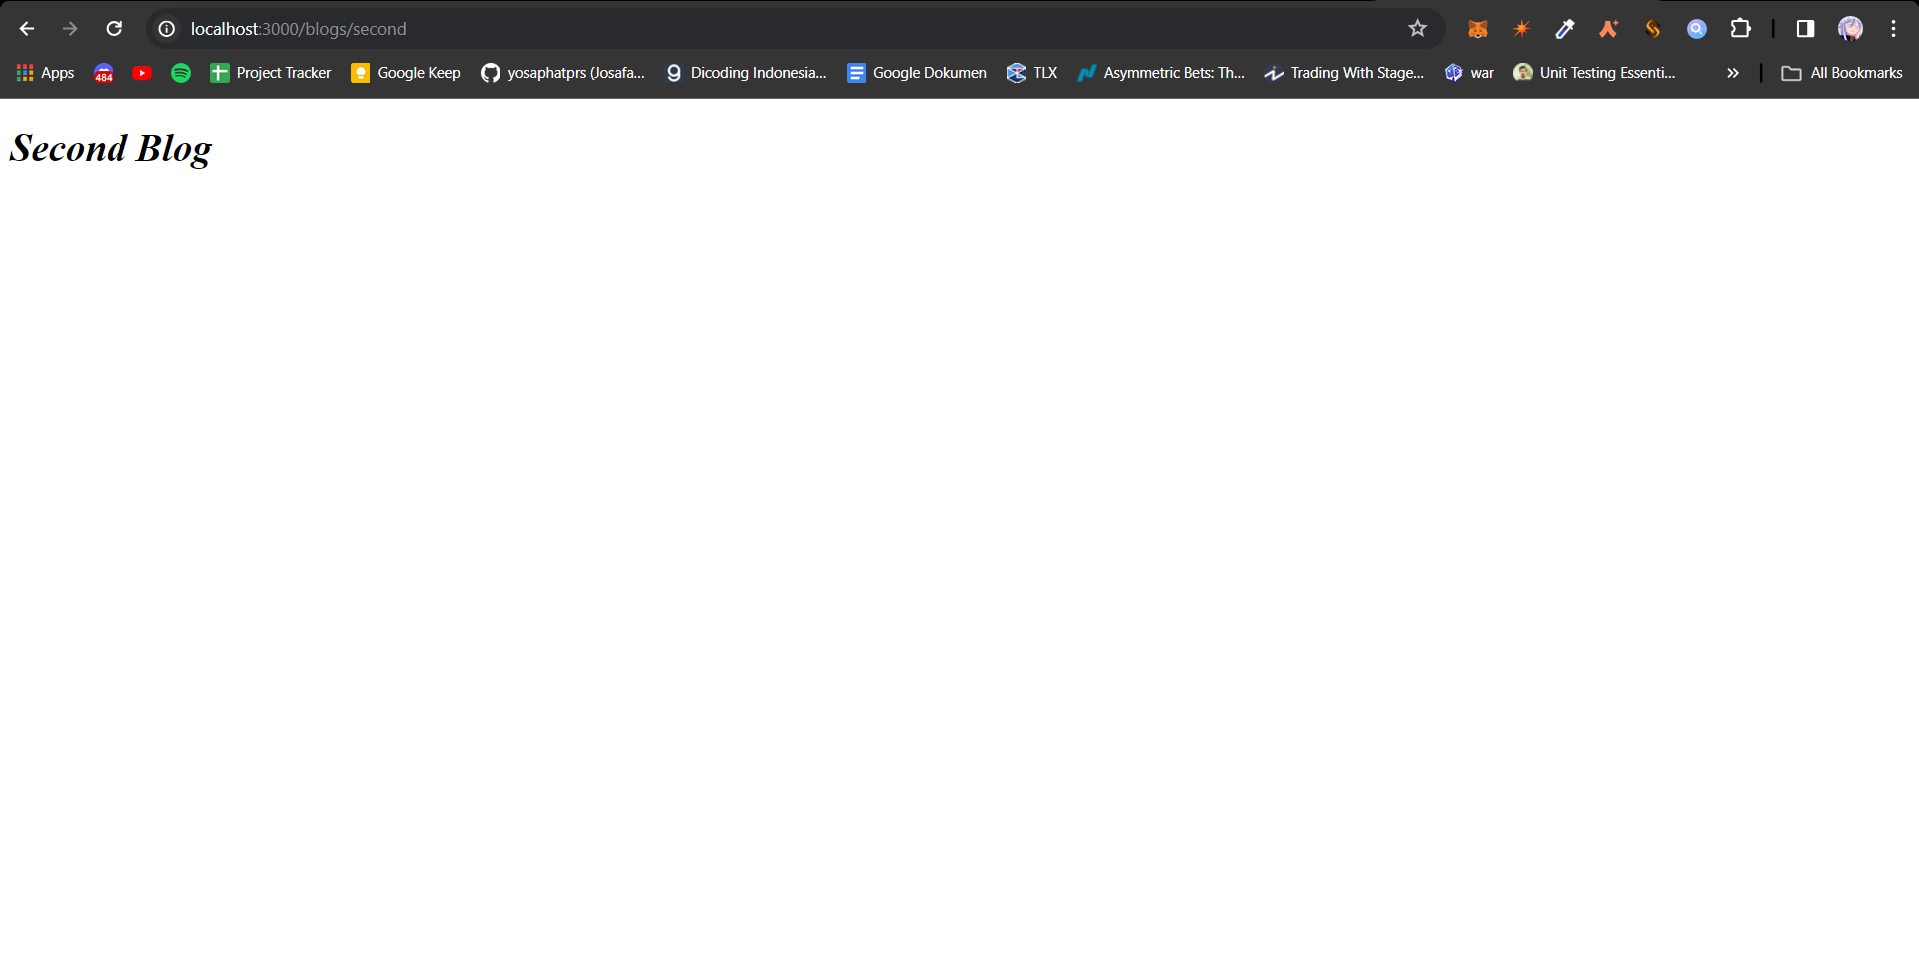 localhost:3000/blogs/second
Apps 484 Project Tracker Google Keep yosaphatprs (Josafa... Dicoding Indonesia... Google Dokumen TLX Asymmetric Bets: Th... Trading With Stage... war Unit Testing Essenti... » All Bookmarks
Second Blog